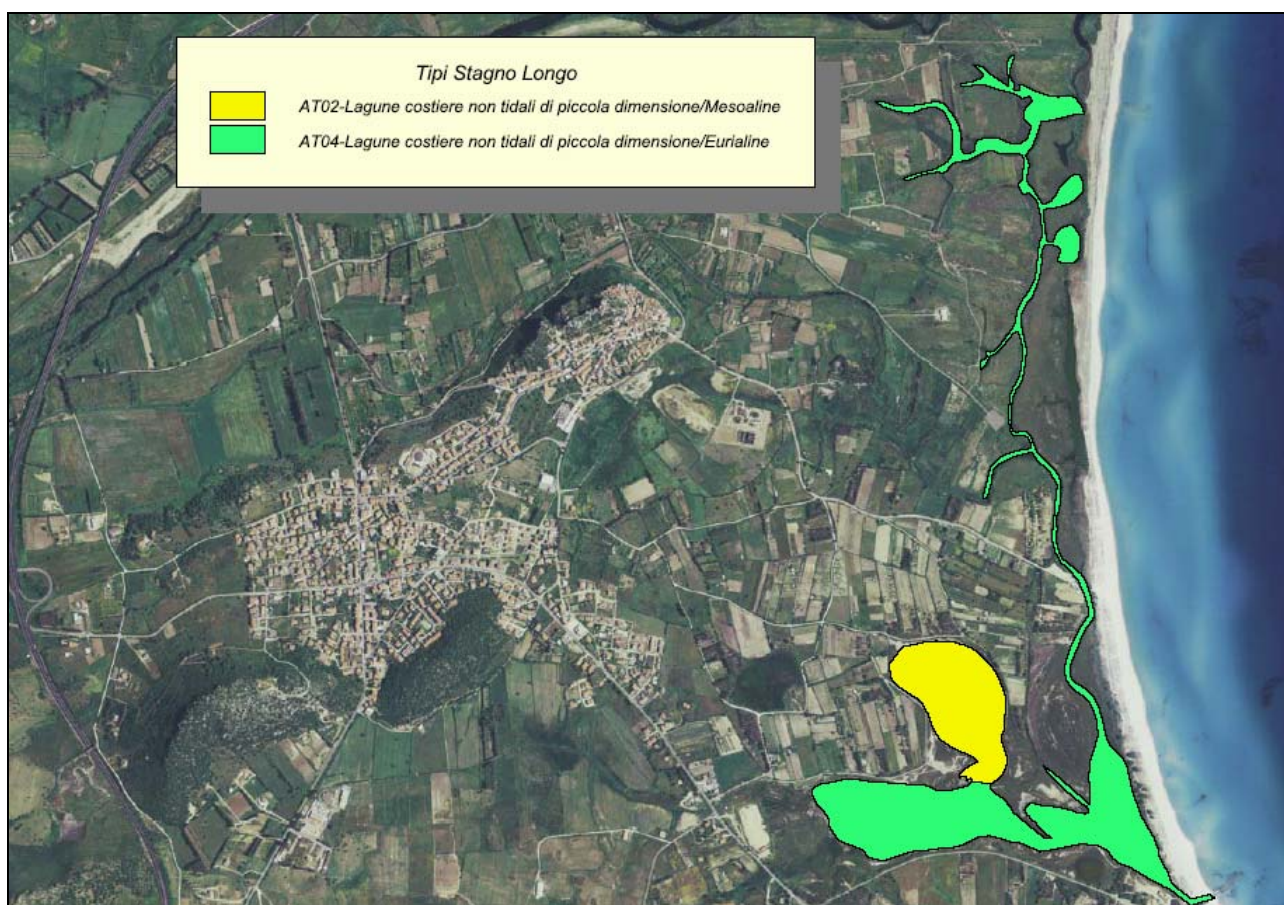 Tipi Stagno Longo
AT02-Lagune costiere non tidali di piccola dimensione/Mesoaline
AT04-Lagune costiere non tidali di piccola dimensione/Eurialine